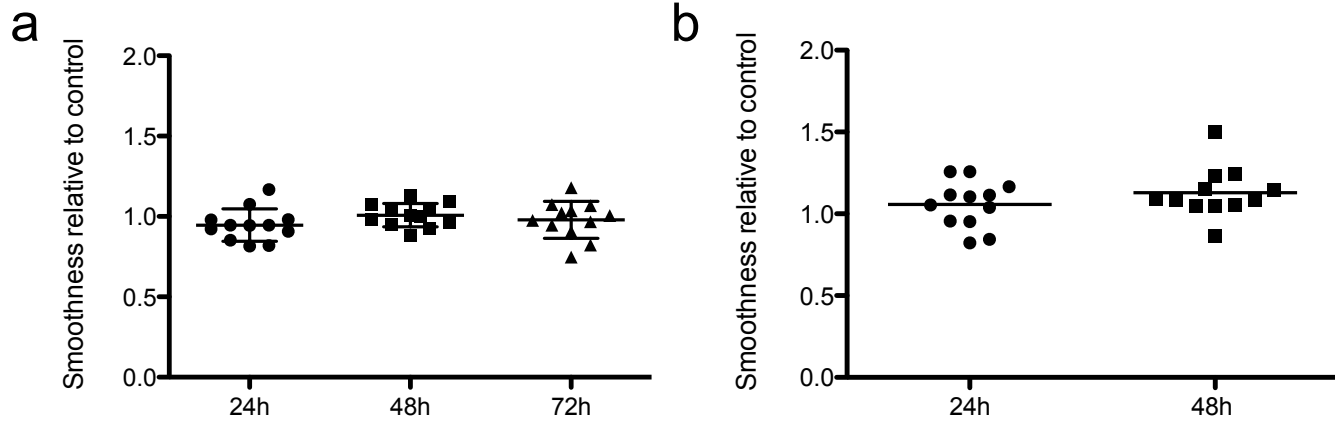 a
Smoothness relative to control
2.0
1.5
1.0
0.5
0.0
24h
48h
72h
b
Smoothness relative to control
2.0
1.5
1.0
0.5
0.0
24h
48h